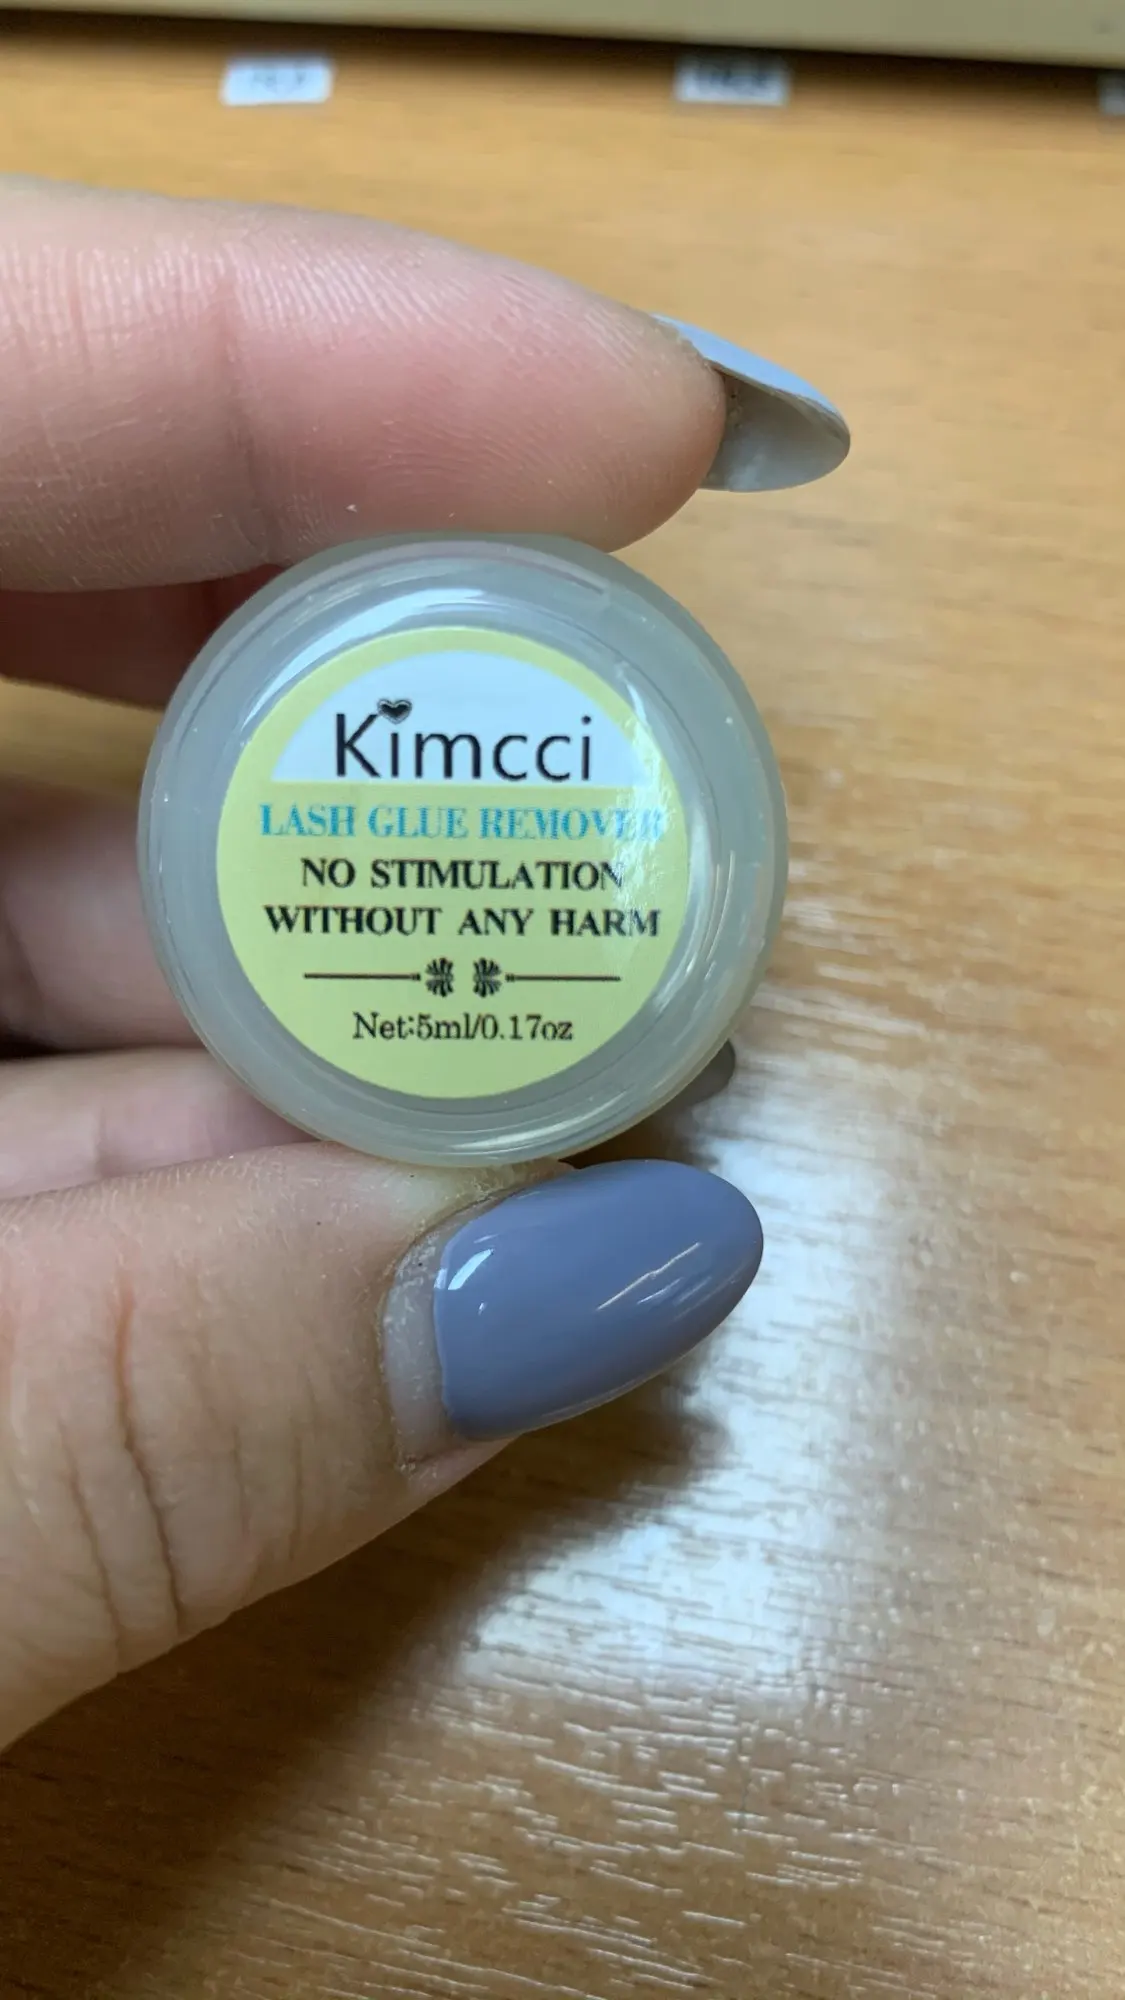 Kimcci
LASH GLUE REMOVER
NO STIMULATION
WITHOUT ANY HARM
Net:5ml/0.17oz